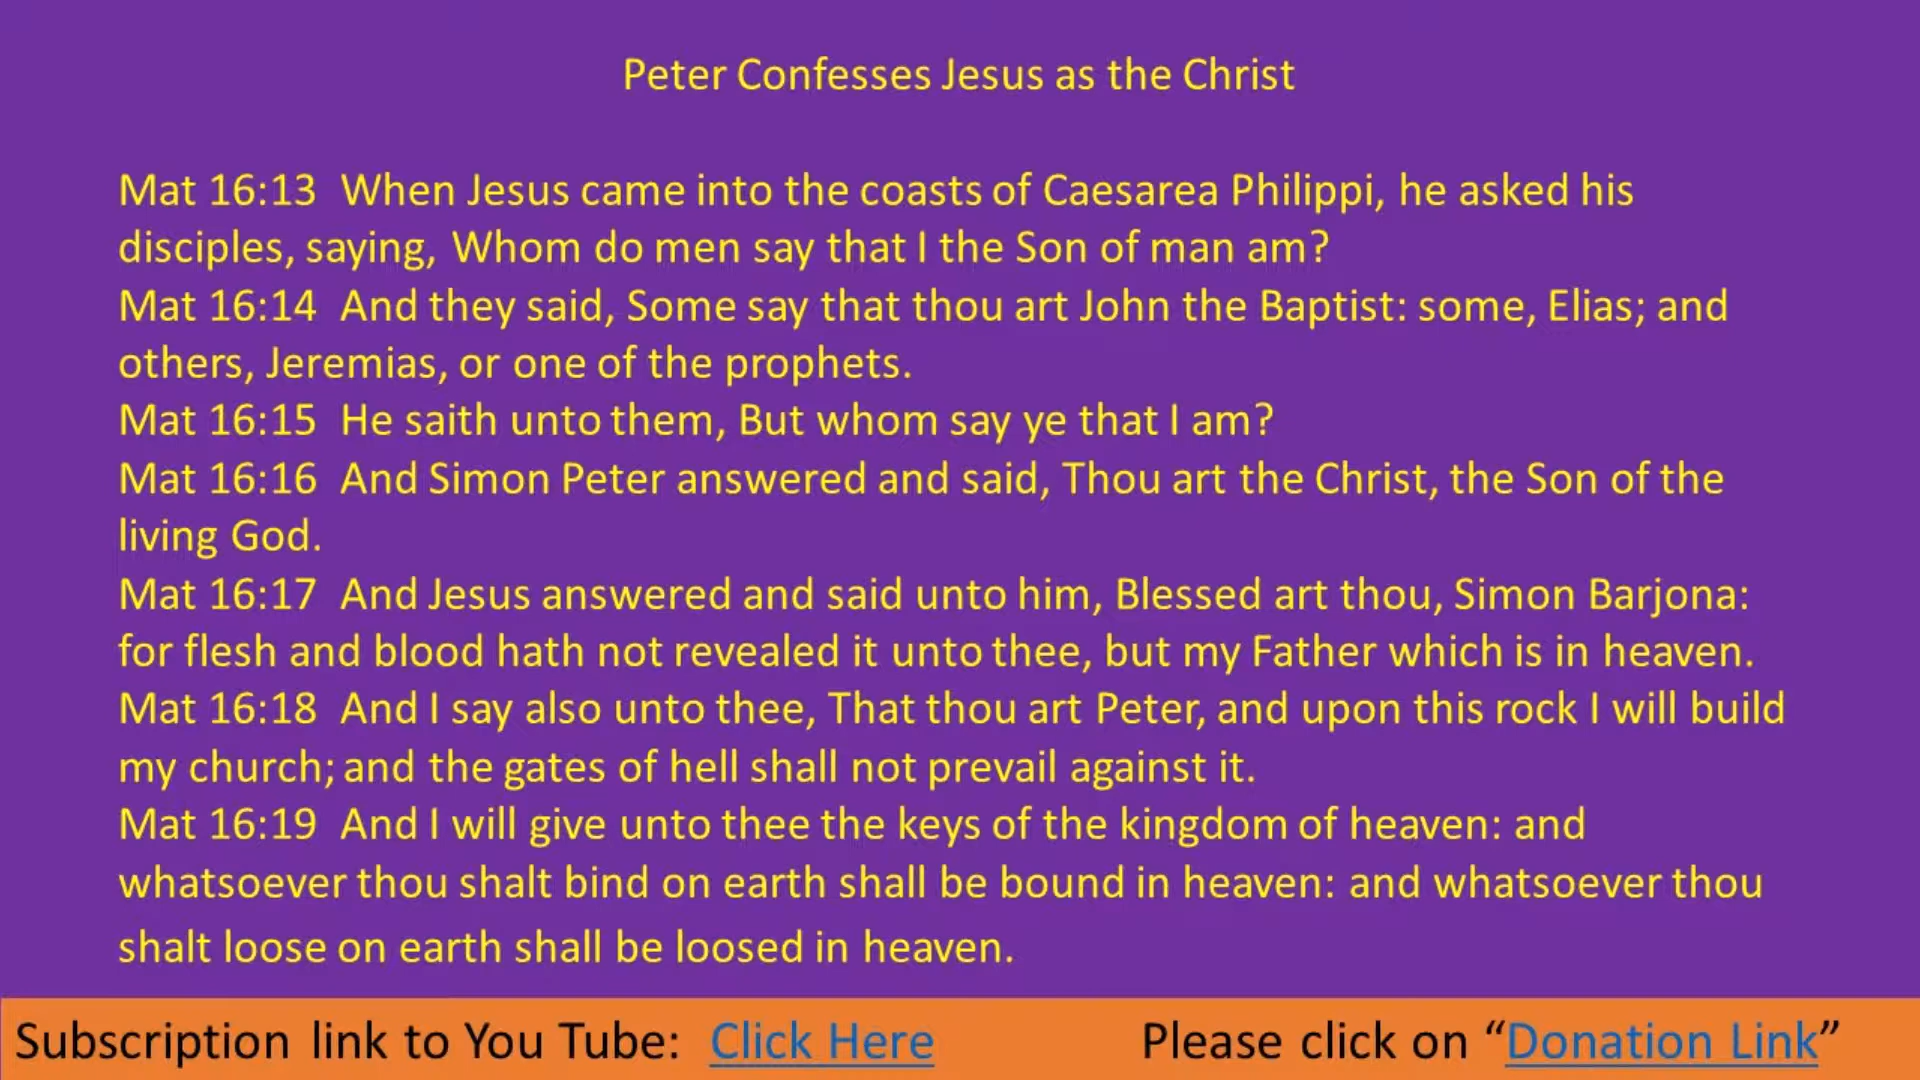 Peter Confesses Jesus as the Christ
Mat 16:13 When Jesus came into the coasts of Caesarea Philippi, he asked his
disciples, saying, Whom do men say that I the Son of man am?
Mat 16:14 And they said, Some say that thou art John the Baptist: some, Elias; and
others, Jeremias, or one of the prophets.
Mat 16:15 He saith unto them, But whom say ye that I am?
Mat 16:16 And Simon Peter answered and said, Thou art the Christ, the Son of the
living God.
Mat 16:17 And Jesus answered and said unto him, Blessed art thou, Simon Barjona:
for flesh and blood hath not revealed it unto thee, but my Father which is in heaven.
Mat 16:18 And I say also unto thee, That thou art Peter, and upon this rock I will build
my church; and the gates of hell shall not prevail against it.
Mat 16:19 And I will give unto thee the keys of the kingdom of heaven: and
whatsoever thou shalt bind on earth shall be bound in heaven: and whatsoever thou
shalt loose on earth shall be loosed in heaven.
Subscription link to You Tube: Click Here Please click on “Donation Link”